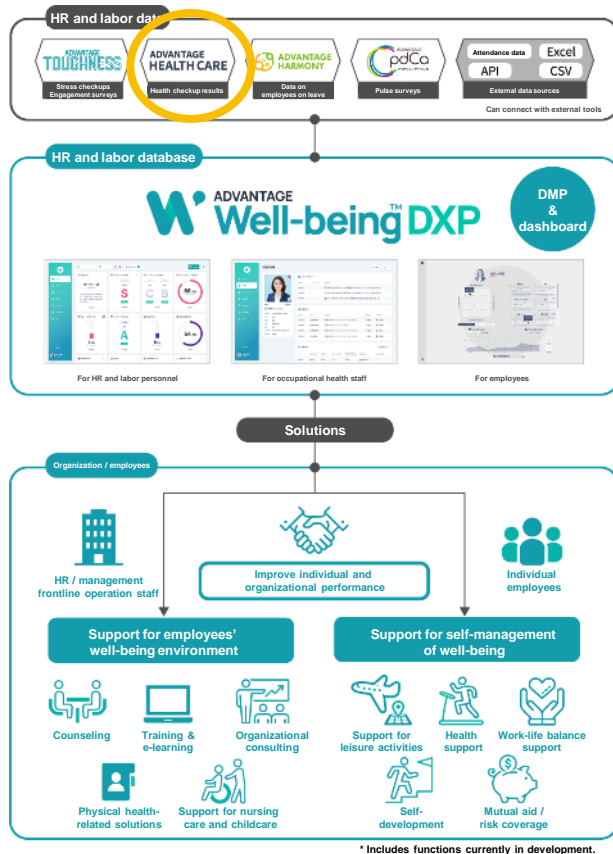 HR and labor data
ADVANTAGE
TOUGHNESS
Stress checkups
Engagement surveys
ADVANTAGE
HEALTH CARE
Health checkup results
ADVANTAGE
HARMONY
Data on
employees on leave
pdCa
Pulse surveys
Attendance data
Excel
API
CSV
External data sources
Can connect with external tools
HR and labor database
ADVANTAGE
Well-being™ DXP
DMP
&
dashboard
For HR and labor personnel
For occupational health staff
For employees
Solutions
Organization / employees
HR / management
frontline operation staff
Improve individual and
organizational performance
Individual
employees
Support for employees'
well-being environment
Support for self-management
of well-being
Counseling
Training &
e-learning
Organizational
consulting
Support for
leisure activities
Health
support
Work-life balance
support
Physical health-
related solutions
Support for nursing
care and childcare
Self-
development
Mutual aid /
risk coverage
* Includes functions currently in development.